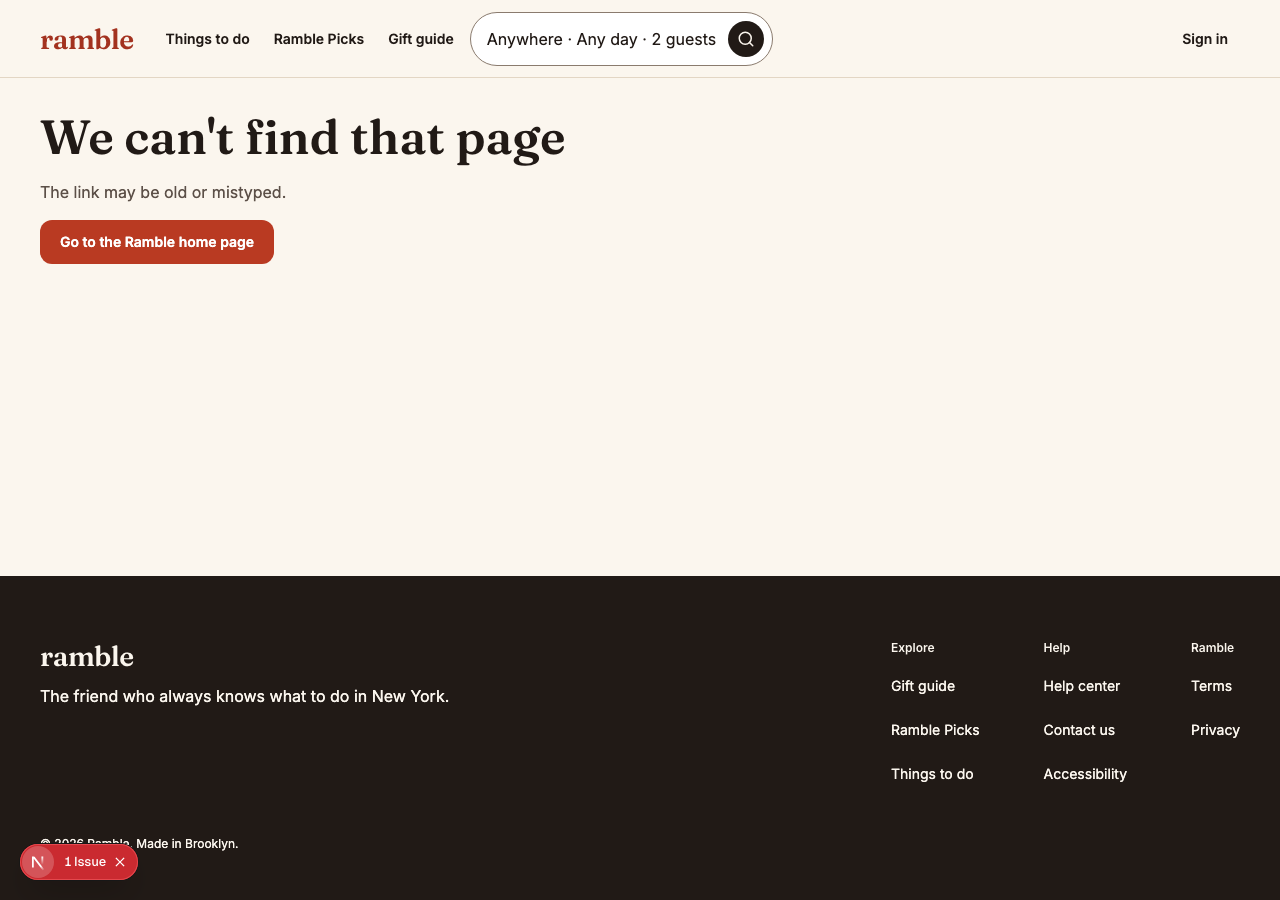 ramble
Things to do
Ramble Picks
Gift guide
Anywhere · Any day · 2 guests
Sign in
We can't find that page
The link may be old or mistyped.
Go to the Ramble home page
ramble
The friend who always knows what to do in New York.
Explore
Gift guide
Ramble Picks
Things to do
Help
Help center
Contact us
Accessibility
Ramble
Terms
Privacy
© 2026 Ramble. Made in Brooklyn.
N
1 Issue